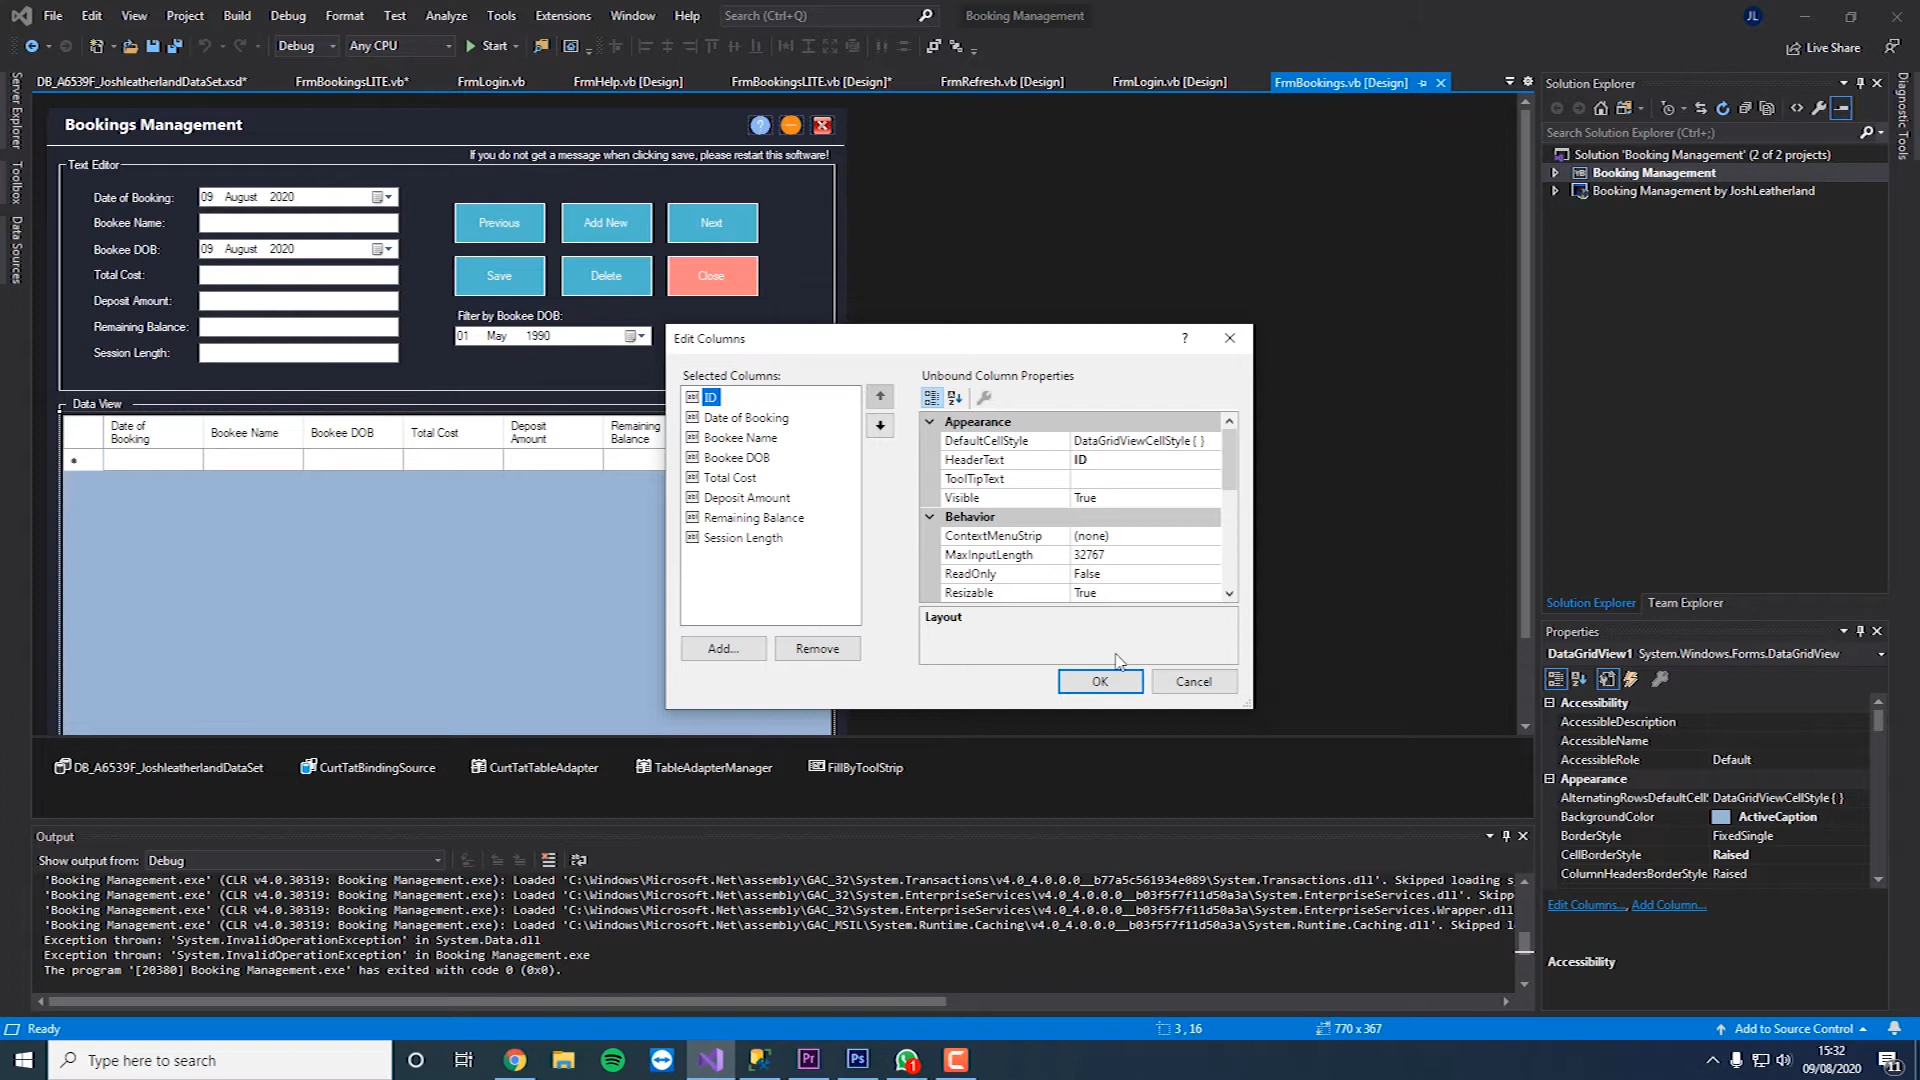 File Edit View Project Build Debug Format Test Analyze Tools Extensions Window Help Search (Ctrl+Q) Booking Management JL
Debug Any CPU Start Live Share
DB_A6539F_JoshleatherlandDataSet.xsd* FrmBookingsLITE.vb* FrmLogin.vb FrmHelp.vb [Design] FrmBookingsLITE.vb [Design]* FrmRefresh.vb [Design] FrmLogin.vb [Design] FrmBookings.vb [Design]
Server Explorer
Toolbox
Data Sources
Bookings Management
If you do not get a message when clicking save, please restart this software!
Text Editor
Date of Booking: 09 August 2020
Bookee Name:
Bookee DOB: 09 August 2020
Total Cost:
Deposit Amount:
Remaining Balance:
Session Length:
Previous Add New Next
Save Delete Close
Filter by Bookee DOB:
01 May 1990
Data View
Date of Booking Bookee Name Bookee DOB Total Cost Deposit Amount Remaining Balance
Edit Columns ?
Selected Columns:
ID
Date of Booking
Bookee Name
Bookee DOB
Total Cost
Deposit Amount
Remaining Balance
Session Length
Add... Remove
Unbound Column Properties
Appearance
DefaultCellStyle DataGridViewCellStyle { }
HeaderText ID
ToolTipText
Visible True
Behavior
ContextMenuStrip (none)
MaxInputLength 32767
ReadOnly False
Resizable True
Layout
OK Cancel
DB_A6539F_JoshleatherlandDataSet CurtTatBindingSource CurtTatTableAdapter TableAdapterManager FillByToolStrip
Output
Show output from: Debug
'Booking Management.exe' (CLR v4.0.30319: Booking Management.exe): Loaded 'C:\Windows\Microsoft.Net\assembly\GAC_32\System.Transactions\v4.0_4.0.0.0__b77a5c561934e089\System.Transactions.dll'. Skipped loading s
'Booking Management.exe' (CLR v4.0.30319: Booking Management.exe): Loaded 'C:\Windows\Microsoft.Net\assembly\GAC_32\System.EnterpriseServices\v4.0_4.0.0.0__b03f5f7f11d50a3a\System.EnterpriseServices.dll'. Skipp
'Booking Management.exe' (CLR v4.0.30319: Booking Management.exe): Loaded 'C:\Windows\Microsoft.Net\assembly\GAC_32\System.EnterpriseServices\v4.0_4.0.0.0__b03f5f7f11d50a3a\System.EnterpriseServices.Wrapper.dll
'Booking Management.exe' (CLR v4.0.30319: Booking Management.exe): Loaded 'C:\Windows\Microsoft.Net\assembly\GAC_MSIL\System.Runtime.Caching\v4.0_4.0.0.0__b03f5f7f11d50a3a\System.Runtime.Caching.dll'. Skipped l
Exception thrown: 'System.InvalidOperationException' in System.Data.dll
Exception thrown: 'System.InvalidOperationException' in Booking Management.exe
The program '[20380] Booking Management.exe' has exited with code 0 (0x0).
Solution Explorer
Search Solution Explorer (Ctrl+;)
Solution 'Booking Management' (2 of 2 projects)
Booking Management
Booking Management by JoshLeatherland
Solution Explorer Team Explorer
Properties
DataGridView1 System.Windows.Forms.DataGridView
Accessibility
AccessibleDescription
AccessibleName
AccessibleRole Default
Appearance
AlternatingRowsDefaultCellS DataGridViewCellStyle { }
BackgroundColor ActiveCaption
BorderStyle FixedSingle
CellBorderStyle Raised
ColumnHeadersBorderStyle Raised
Edit Columns..., Add Column...
Accessibility
Diagnostic Tools
Ready 3 , 16 770 x 367 Add to Source Control
Type here to search Pr Ps 1 15:32
09/08/2020 11